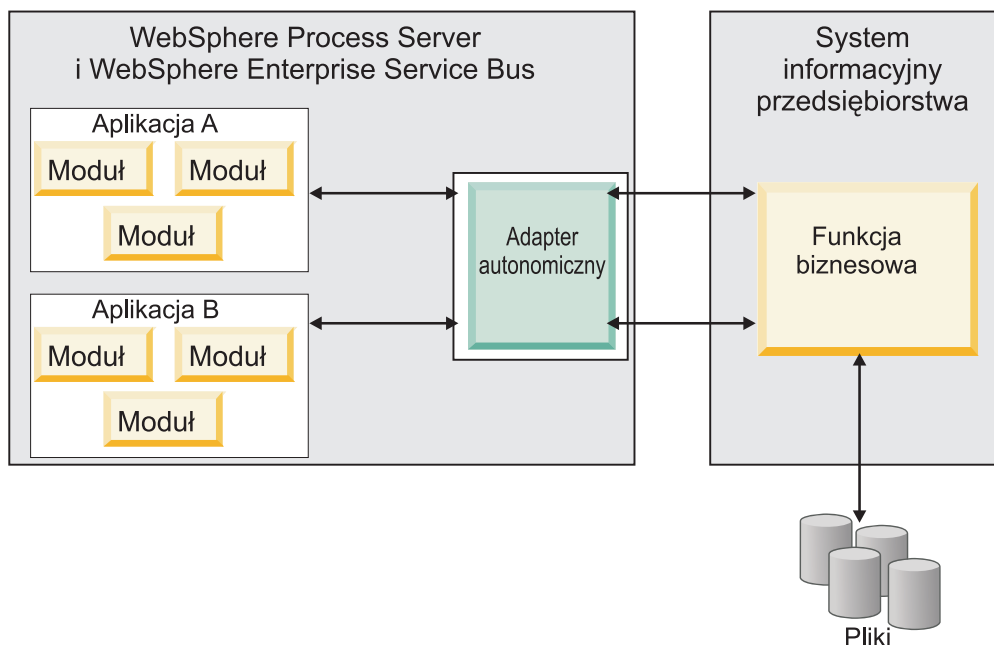 WebSphere Process Server
i WebSphere Enterprise Service Bus
Aplikacja A
Moduł
Moduł
Moduł
Aplikacja B
Moduł
Moduł
Moduł
Adapter
autonomiczny
System
informacyjny
przedsiębiorstwa
Funkcja
biznesowa
Pliki